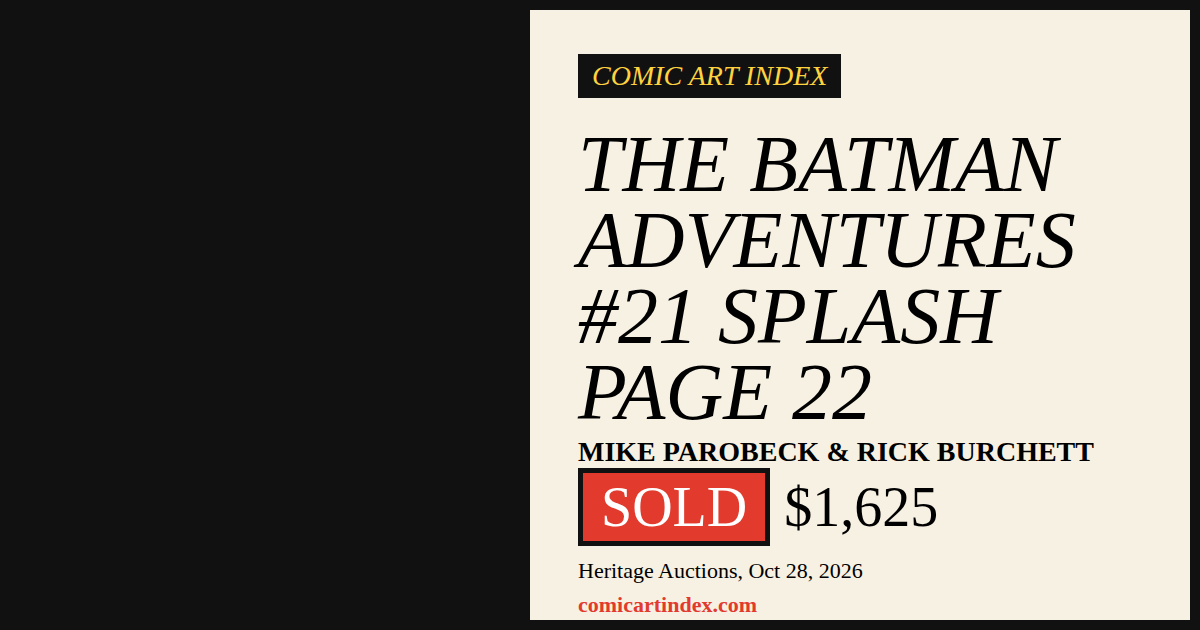 COMIC ART INDEX
THE BATMAN
ADVENTURES
#21 SPLASH
PAGE 22
MIKE PAROBECK & RICK BURCHETT
SOLD $1,625
Heritage Auctions, Oct 28, 2026
comicartindex.com